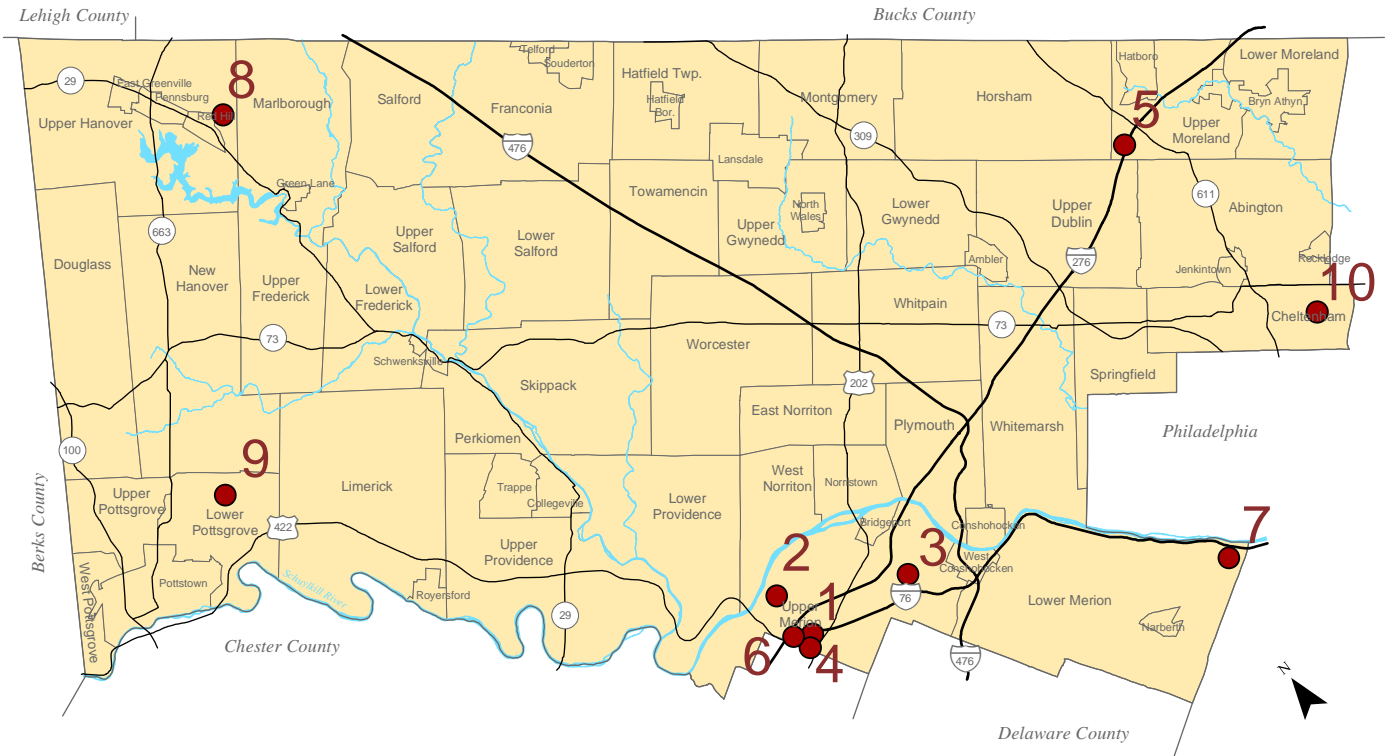 Lehigh County
Bucks County
Telford
Souderton
Hatboro
Lower Moreland
29
East Greenville
Pennsburg
8
Red Hill
Marlborough
Salford
Franconia
Hatfield Twp.
Hatfield
Bor.
Montgomery
Horsham
5
Bryn Athyn
Upper
Moreland
Upper Hanover
476
309
Lansdale
Green Lane
Towamencin
North
Wales
Lower
Gwynedd
Upper
Dublin
611
Abington
663
Upper
Salford
Lower
Salford
Upper
Gwynedd
Ambler
276
Rockledge
Jenkintown
10
Douglass
New
Hanover
Upper
Frederick
Lower
Frederick
Whitpain
Cheltenham
73
73
Worcester
Schwenksville
Skippack
202
Springfield
East Norriton
Plymouth
Whitemarsh
Philadelphia
100
Perkiomen
9
Limerick
Trappe
Collegeville
West
Norriton
Norristown
Upper
Pottsgrove
Lower
Pottsgrove
422
Lower
Providence
Bridgeport
Conshohocken
7
Berks County
Upper
Providence
2
3
West
Conshohocken
West Pottsgrove
Pottstown
Schuylkill River
Royersford
29
Upper
Merion
1
76
Lower Merion
Narberth
Chester County
6
4
476
N
Delaware County